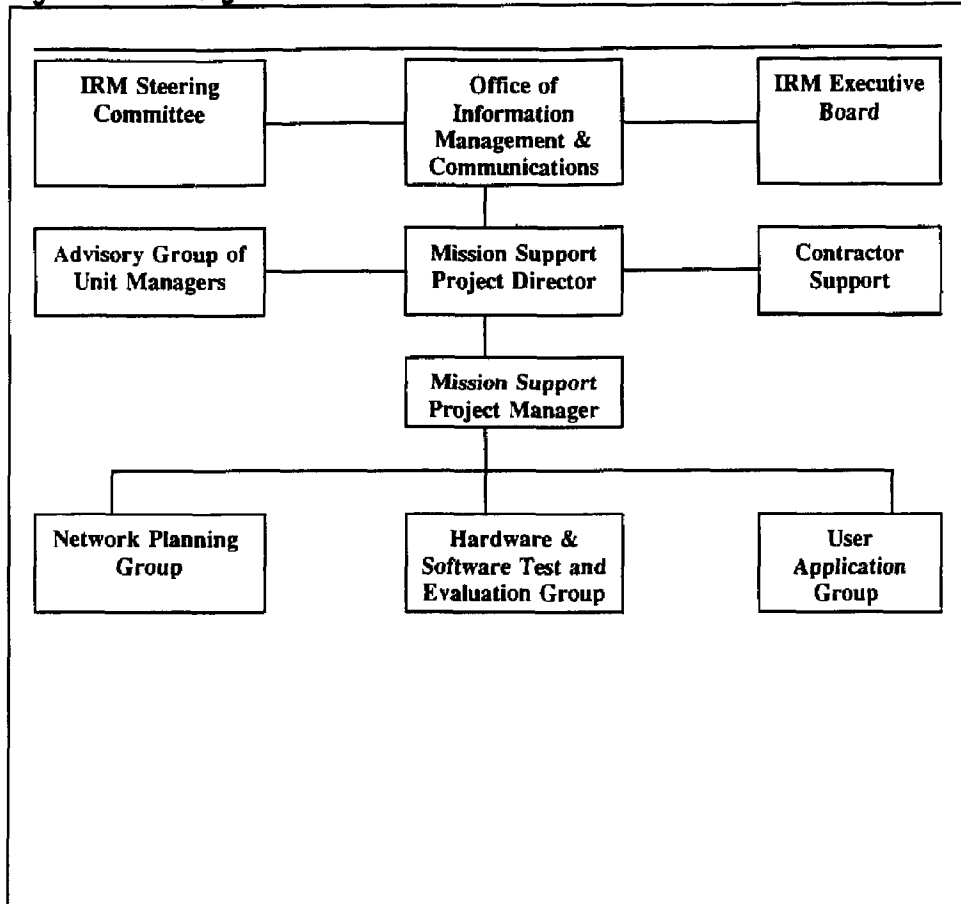 IRM Steering
Committee
Office of
Information
Management &
Communications
IRM Executive
Board
Advisory Group of
Unit Managers
Mission Support
Project Director
Contractor
Support
Mission Support
Project Manager
Network Planning
Group
Hardware &
Software Test and
Evaluation Group
User
Application
Group